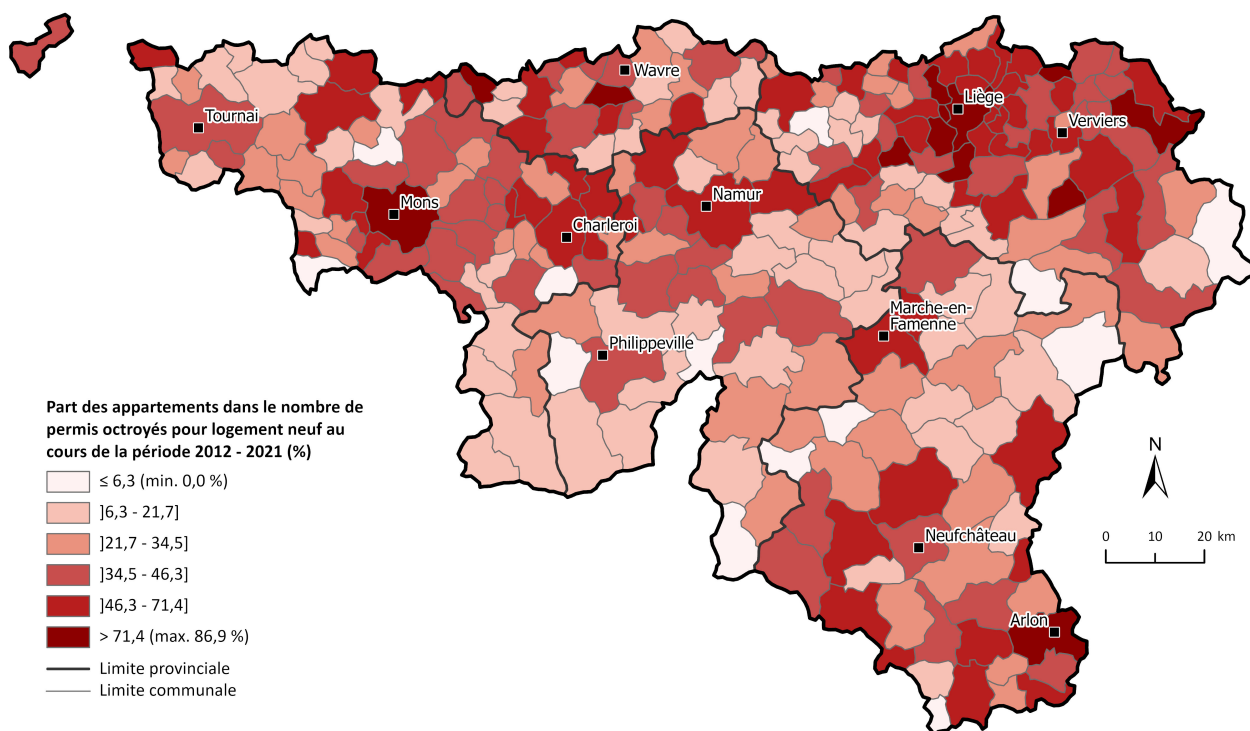 Wavre
Liège
Tournai
Verviers
Mons
Namur
Charleroi
Marche-en-
Famenne
Philippeville
Part des appartements dans le nombre de
permis octroyés pour logement neuf au
cours de la période 2012 - 2021 (%)
≤ 6,3 (min. 0,0 %)
]6,3 - 21,7]
]21,7 - 34,5]
]34,5 - 46,3]
]46,3 - 71,4]
> 71,4 (max. 86,9 %)
Limite provinciale
Limite communale
N
0 10 20 km
Neufchâteau
Arlon